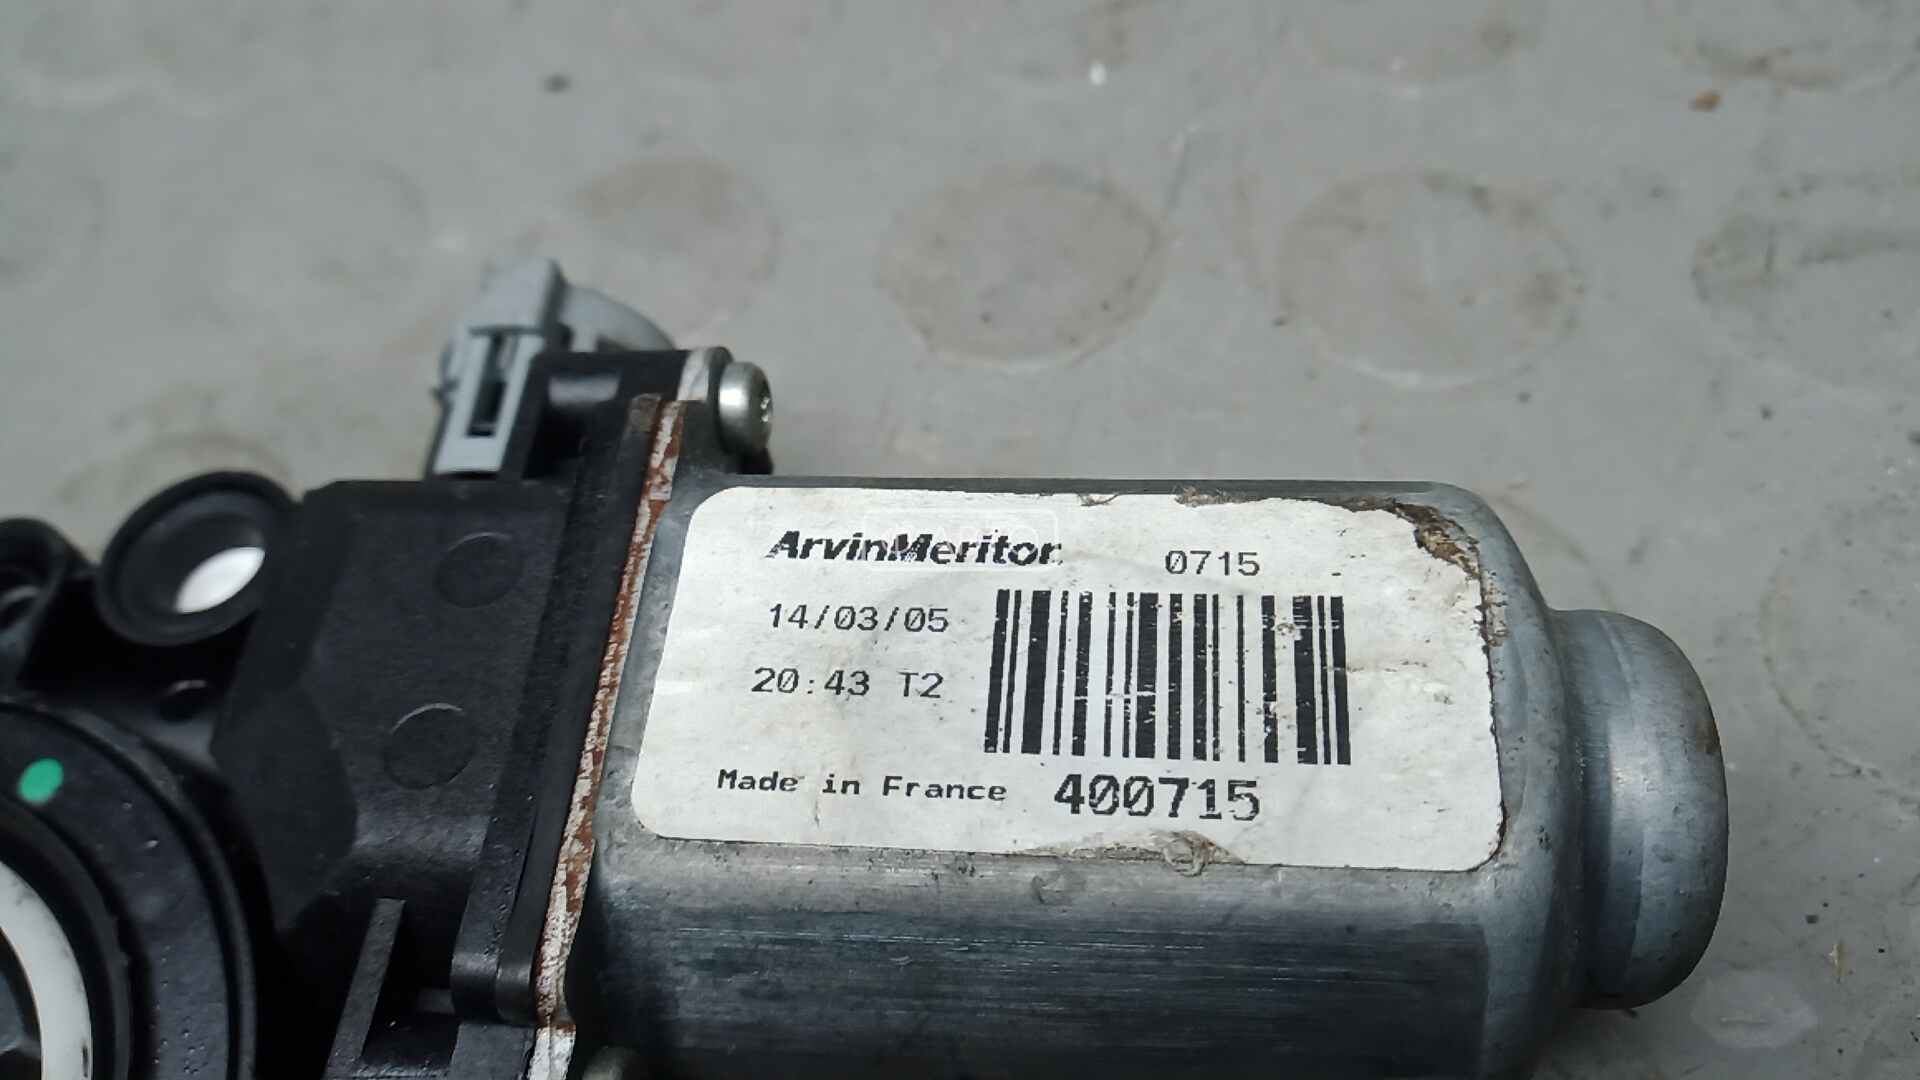 ArvinMeritor 0715
14/03/05
20:43 T2
Made in France 400715